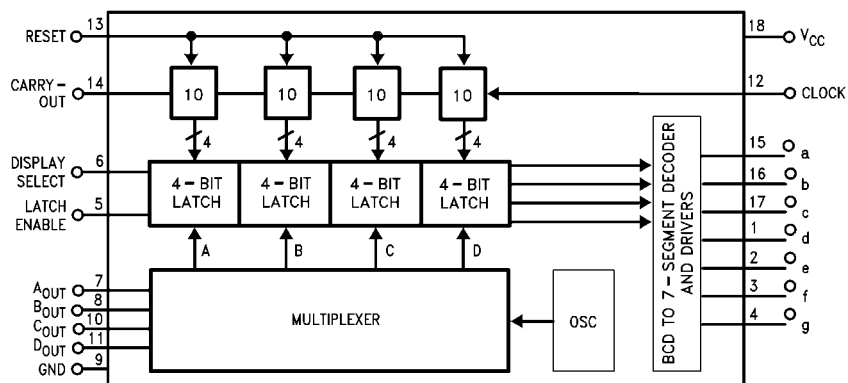 RESET 13
CARRY-OUT 14
10 10 10 10
18 VCC
12 CLOCK
4 4 4 4
DISPLAY SELECT 6
LATCH ENABLE 5
4-BIT LATCH
4-BIT LATCH
4-BIT LATCH
4-BIT LATCH
A B C D
AOUT 7
BOUT 8
COUT 10
DOUT 11
GND 9
MULTIPLEXER
OSC
BCD TO 7-SEGMENT DECODER
AND DRIVERS
15 a
16 b
17 c
1 d
2 e
3 f
4 g